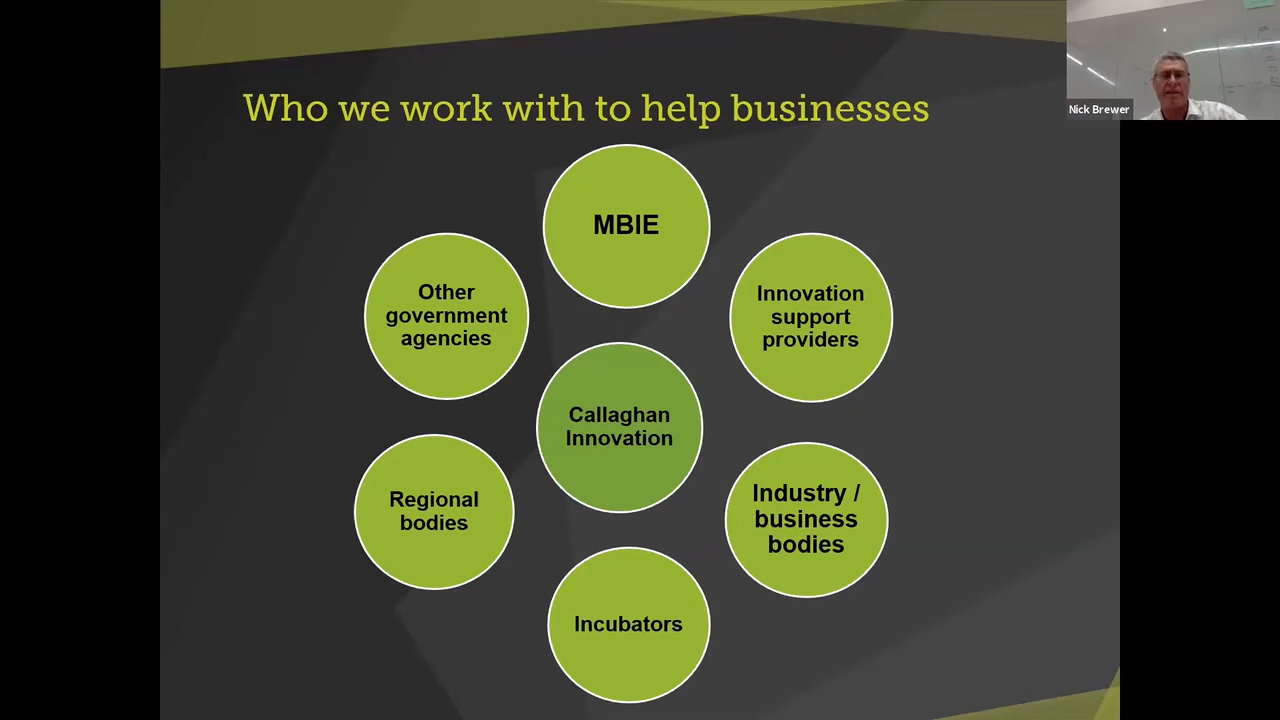 Who we work with to help businesses
Nick Brewer
MBIE
Other
government
agencies
Innovation
support
providers
Callaghan
Innovation
Regional
bodies
Industry /
business
bodies
Incubators